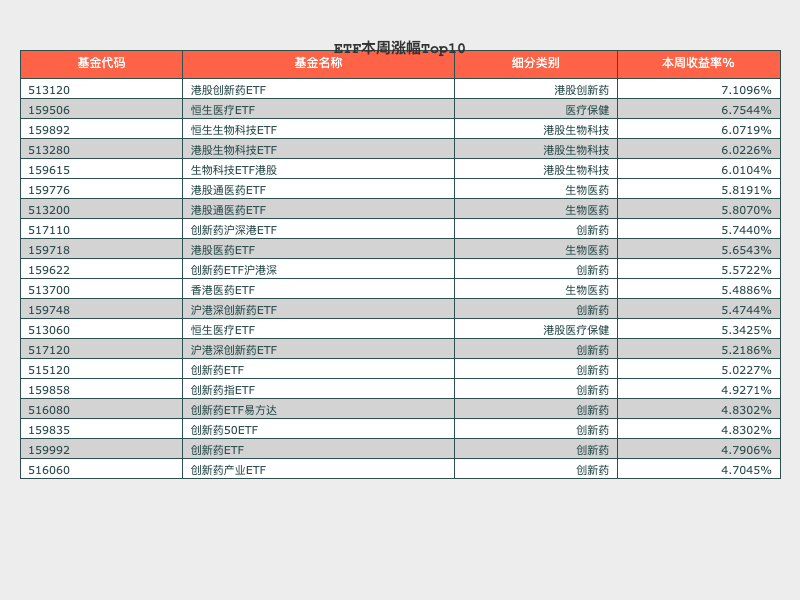 ETF本周涨幅Top10
基金代码 基金名称 细分类别 本周收益率%
513120 港股创新药ETF 港股创新药 7.1096%
159506 恒生医疗ETF 医疗保健 6.7544%
159892 恒生生物科技ETF 港股生物科技 6.0719%
513280 港股生物科技ETF 港股生物科技 6.0226%
159615 生物科技ETF港股 港股生物科技 6.0104%
159776 港股通医药ETF 生物医药 5.8191%
513200 港股通医药ETF 生物医药 5.8070%
517110 创新药沪深港ETF 创新药 5.7440%
159718 港股医药ETF 生物医药 5.6543%
159622 创新药ETF沪港深 创新药 5.5722%
513700 香港医药ETF 生物医药 5.4886%
159748 沪港深创新药ETF 创新药 5.4744%
513060 恒生医疗ETF 港股医疗保健 5.3425%
517120 沪港深创新药ETF 创新药 5.2186%
515120 创新药ETF 创新药 5.0227%
159858 创新药指ETF 创新药 4.9271%
516080 创新药ETF易方达 创新药 4.8302%
159835 创新药50ETF 创新药 4.8302%
159992 创新药ETF 创新药 4.7906%
516060 创新药产业ETF 创新药 4.7045%